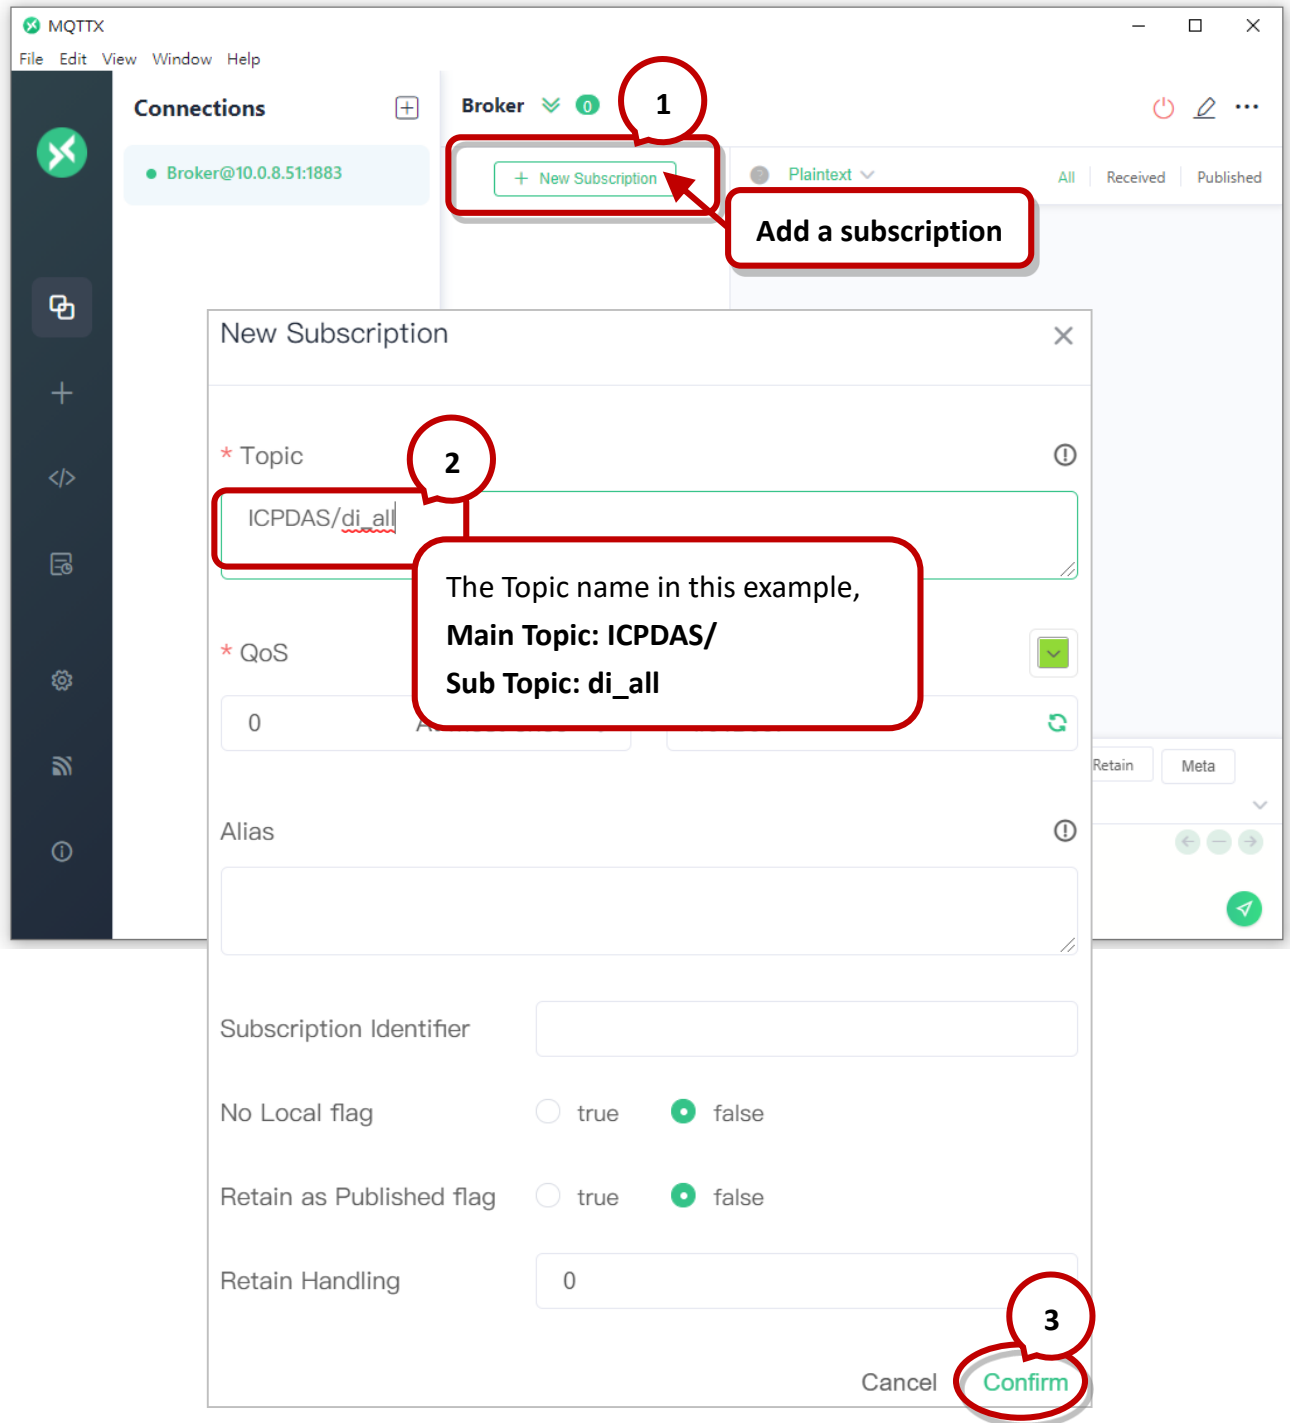 MQTTX
File Edit View Window Help
Connections
Broker 0
1
Broker@10.0.8.51:1883
+ New Subscription
Plaintext
All Received Published
Add a subscription
New Subscription
* Topic
2
ICPDAS/di_all
The Topic name in this example,
Main Topic: ICPDAS/
Sub Topic: di_all
* QoS
0
Retain Meta
Alias
Subscription Identifier
No Local flag true false
Retain as Published flag true false
Retain Handling 0
3
Cancel Confirm